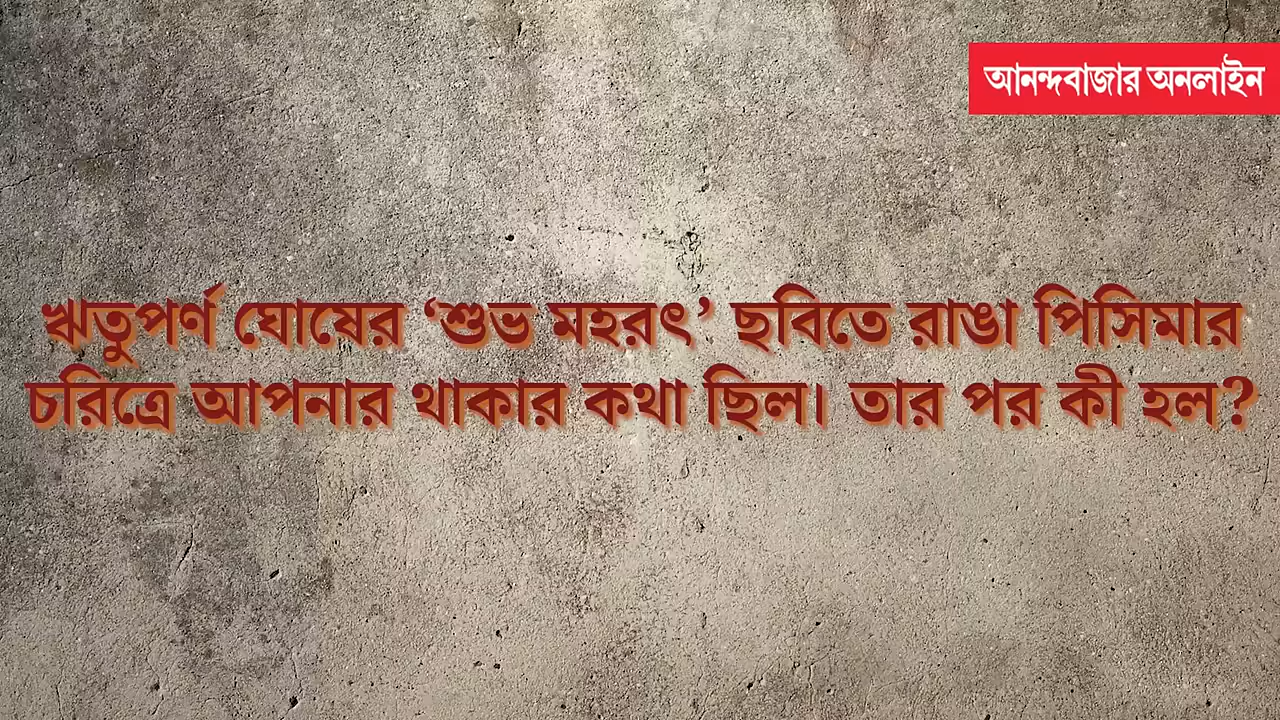 আনন্দবাজার অনলাইন
ঋতুপর্ণ ঘোষের ‘শুভ মহরৎ’ ছবিতে রাঙা পিসিমার
চরিত্রে আপনার থাকার কথা ছিল। তার পর কী হল?